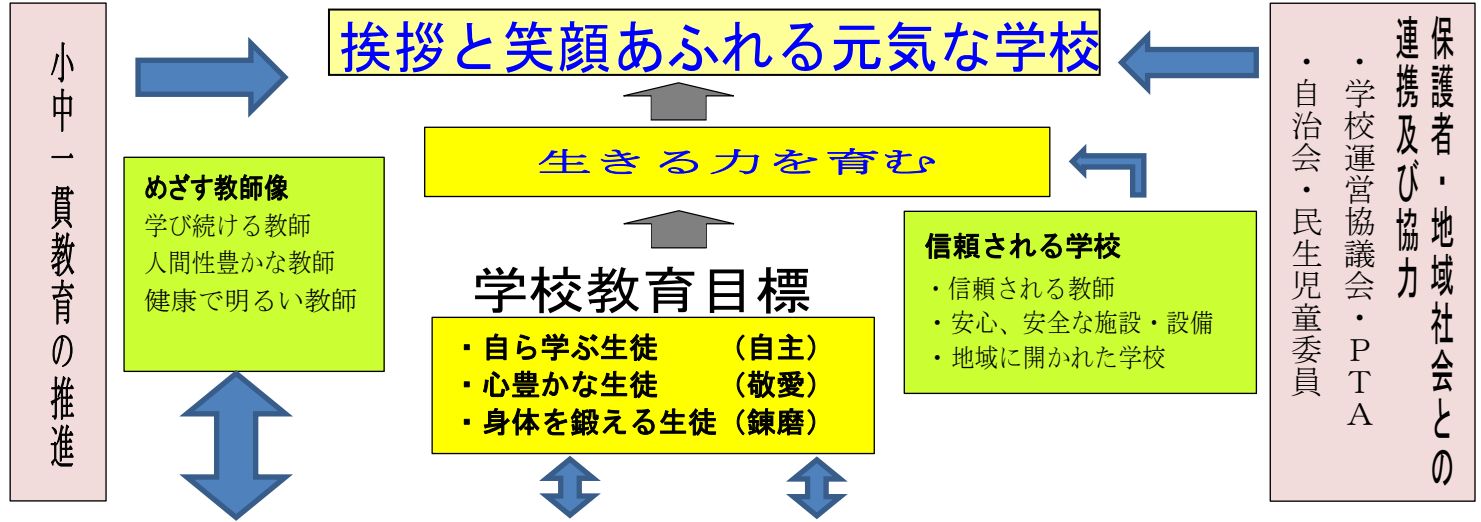 小中一貫教育の推進
挨拶と笑顔あふれる元気な学校
生きる力を育む
めざす教師像
学び続ける教師
人間性豊かな教師
健康で明るい教師
学校教育目標
・自ら学ぶ生徒　　（自主）
・心豊かな生徒　　（敬愛）
・身体を鍛える生徒（錬磨）
信頼される学校
・信頼される教師
・安心、安全な施設・設備
・地域に開かれた学校
保護者・地域社会との
連携及び協力
・学校運営協議会・ＰＴＡ
・自治会・民生児童委員